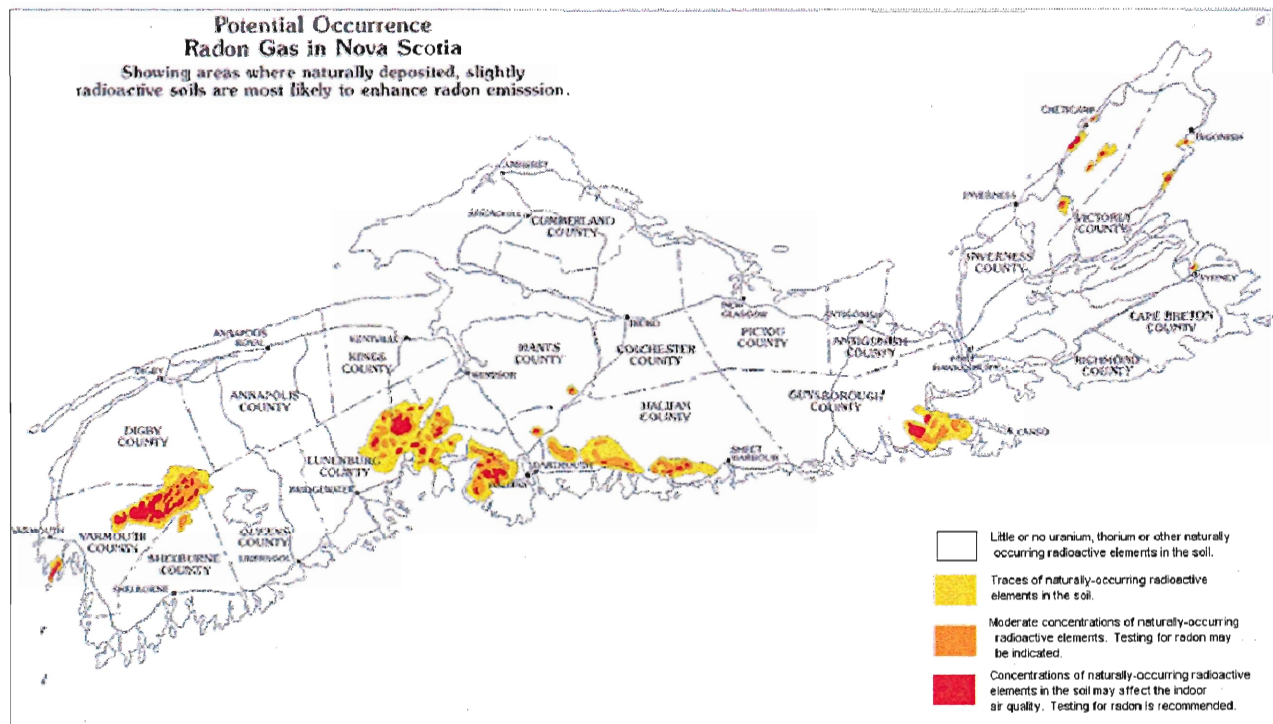 Potential Occurrence
Radon Gas in Nova Scotia
Showing areas where naturally deposited, slightly
radioactive soils are most likely to enhance radon emisssion.
CHETICAMP
INGONISH
AMHERST
INVERNESS
CUMBERLAND
COUNTY
VICTORIA
COUNTY
INVERNESS
COUNTY
SYDNEY
NEW
GLASGOW
CAPE BRETON
COUNTY
TRURO
ANTIGONISH
ANNAPOLIS
ROYAL
KENTVILLE
HANTS
COUNTY
COLCHESTER
COUNTY
PICTOU
COUNTY
ANTIGONISH
COUNTY
KINGS
COUNTY
RICHMOND
COUNTY
DIGBY
WINDSOR
ANNAPOLIS
COUNTY
HALIFAX
COUNTY
GUYSBOROUGH
COUNTY
DIGBY
COUNTY
CANSO
LUNENBURG
COUNTY
SHEET
HARBOUR
DARTMOUTH
BRIDGEWATER
YARMOUTH
YARMOUTH
COUNTY
QUEENS
COUNTY
SHELBURNE
COUNTY
LIVERPOOL
SHELBURNE
Little or no uranium, thorium or other naturally
occurring radioactive elements in the soil.
Traces of naturally-occurring radioactive
elements in the soil.
Moderate concentrations of naturally-occurring
radioactive elements. Testing for radon may
be indicated.
Concentrations of naturally-occurring radioactive
elements in the soil may affect the indoor
air quality. Testing for radon is recommended.